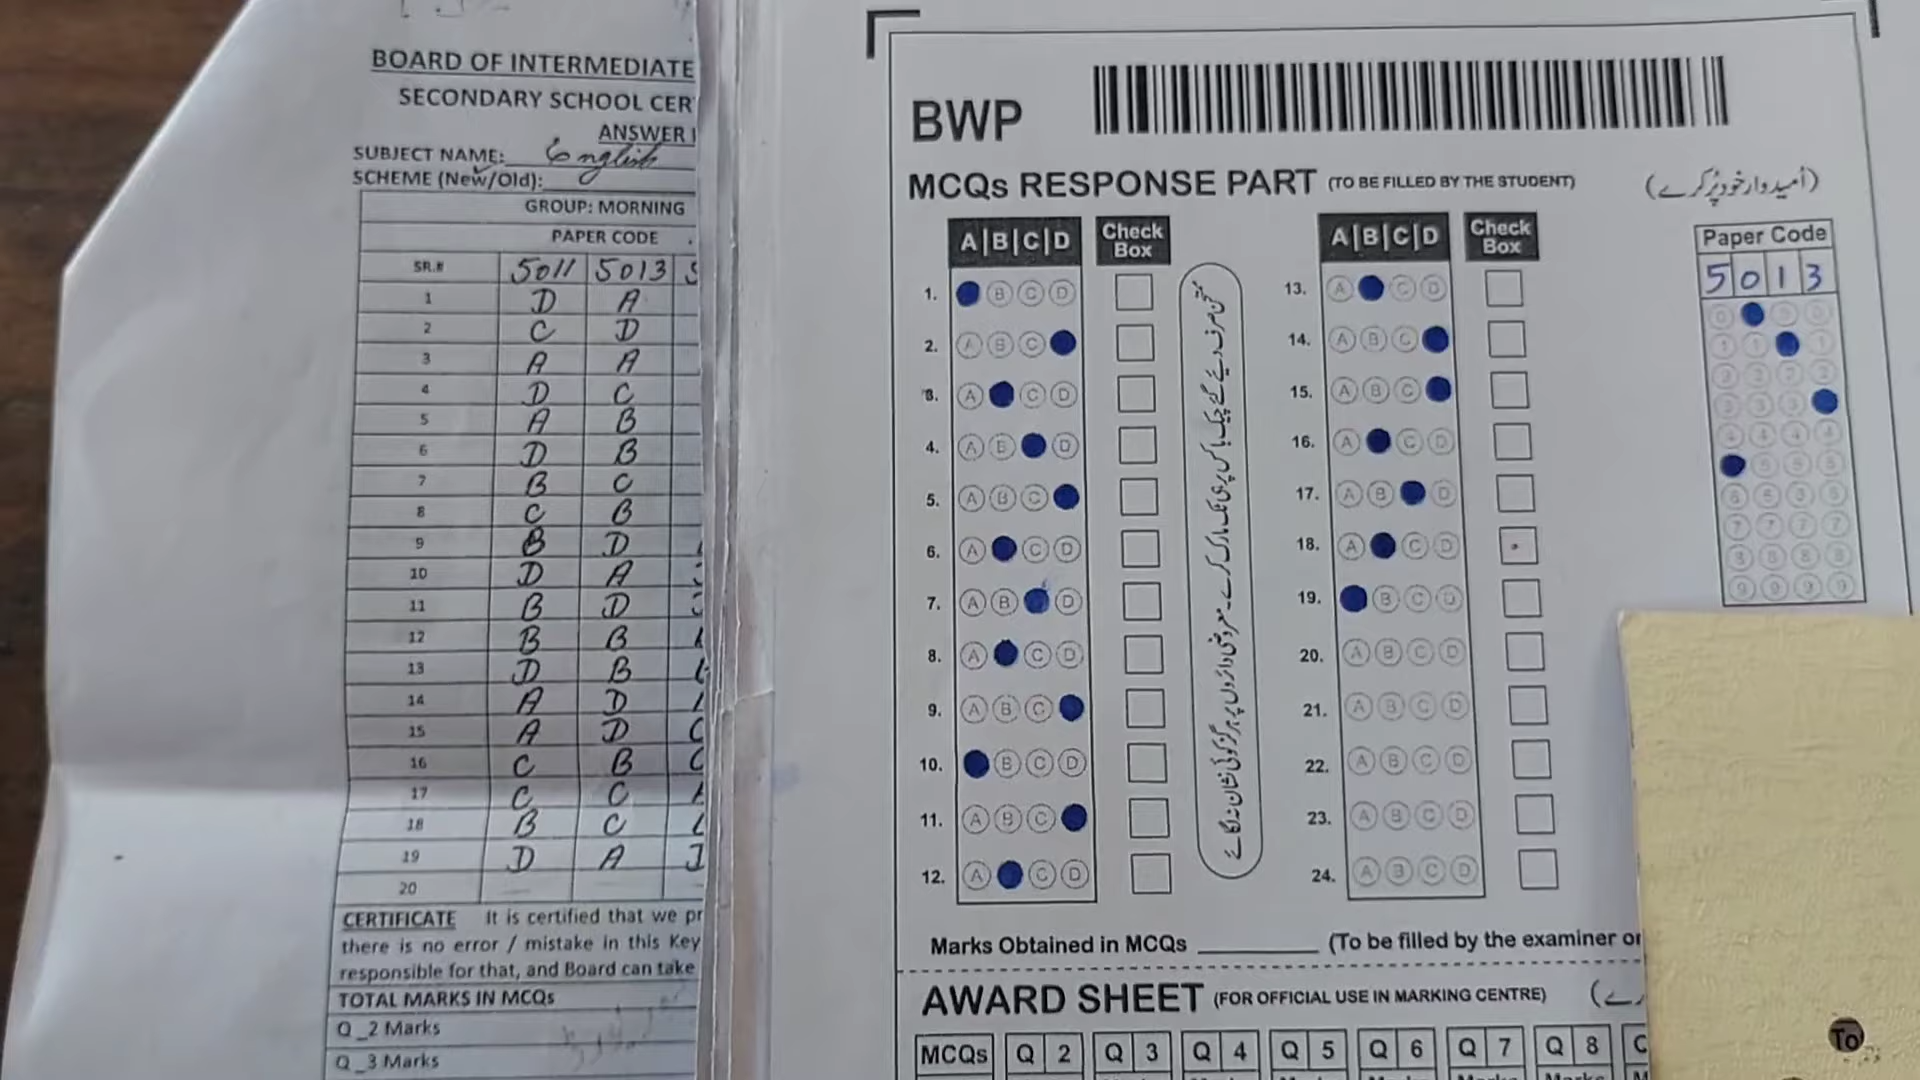 BOARD OF INTERMEDIATE
SECONDARY SCHOOL CER
ANSWER
SUBJECT NAME: English
SCHEME (New/Old):
GROUP: MORNING
PAPER CODE
SR.# 5011 5013
1 D A
2 C D
3 A A
4 D C
5 A B
6 D B
7 B C
8 C B
9 B D
10 D A
11 B D
12 B B
13 D B
14 A D
15 A D
16 C B
17 C C
18 B C
19 D A
20
CERTIFICATE It is certified that we pr
there is no error / mistake in this Key
responsible for that, and Board can take
TOTAL MARKS IN MCQs
Q_2 Marks
Q_3 Marks
BWP
MCQs RESPONSE PART (TO BE FILLED BY THE STUDENT) (اُمیدوار خود پُر کرے)
A|B|C|D Check Box
1. B C D
2. A B C
3. A C D
4. A B D
5. A B C
6. A C D
7. A B D
8. A C D
9. A B C
10. B C D
11. A B C
12. A C D
A|B|C|D Check Box
13. A C D
14. A B C
15. A B C
16. A C D
17. A B D
18. A C D
19. B C D
20. A B C D
21. A B C D
22. A B C D
23. A B C D
24. A B C D
Paper Code
5013
Marks Obtained in MCQs (To be filled by the examiner or
AWARD SHEET (FOR OFFICIAL USE IN MARKING CENTRE)
MCQs Q 2 Q 3 Q 4 Q 5 Q 6 Q 7 Q 8
To